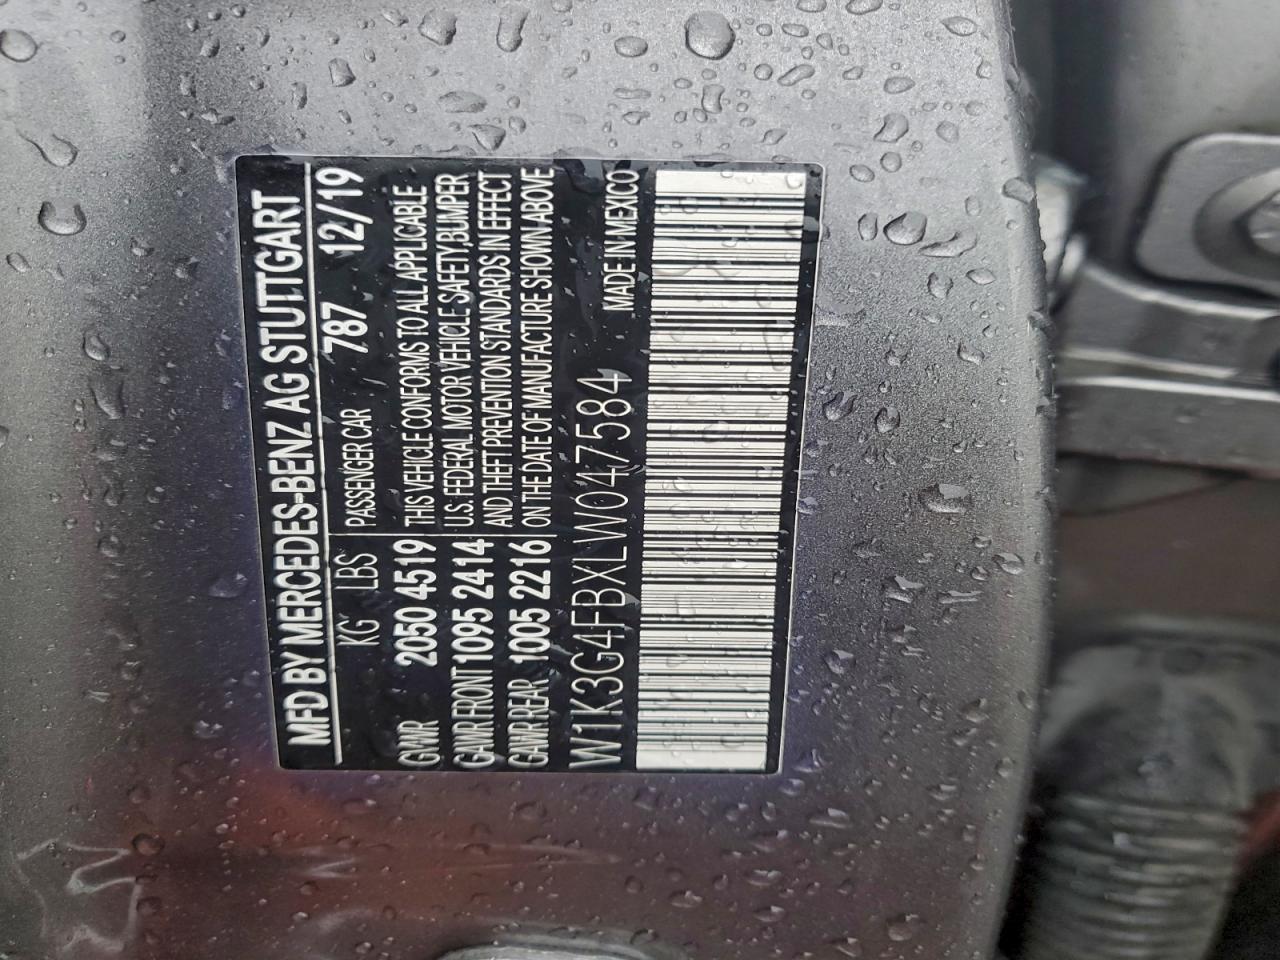 MFD BY MERCEDES-BENZ AG STUTTGART
KG LBS PASSENGER CAR 787 12/19
GVWR 2050 4519 THIS VEHICLE CONFORMS TO ALL APPLICABLE
GAWR FRONT 1095 2414 U.S. FEDERAL MOTOR VEHICLE SAFETY, BUMPER
GAWR REAR 1005 2216 AND THEFT PREVENTION STANDARDS IN EFFECT
ON THE DATE OF MANUFACTURE SHOWN ABOVE
W1K3G4FBXLW047584 MADE IN MEXICO